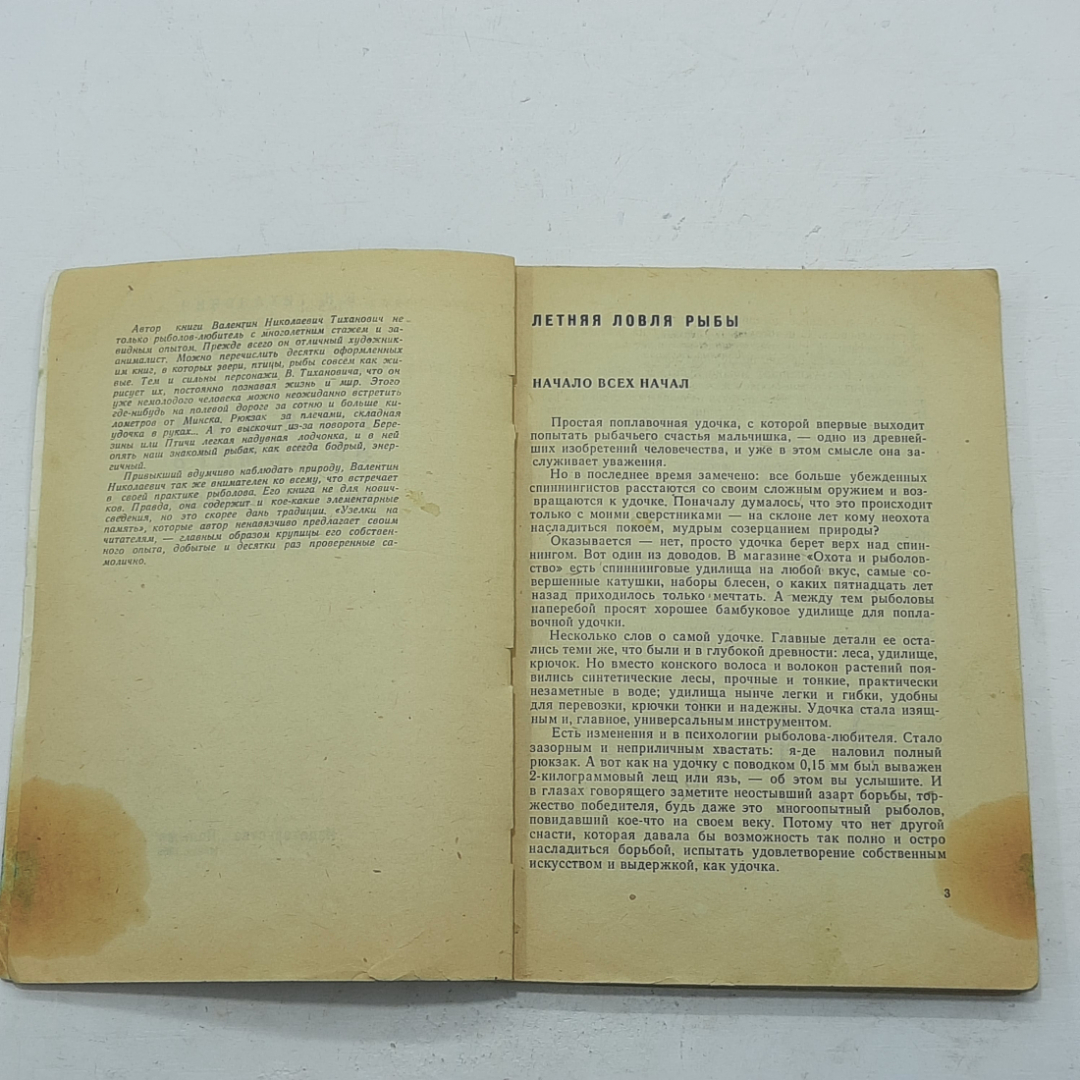 Автор книги Валентин Николаевич Тиханович не
только рыболов-любитель с многолетним стажем и за-
видным опытом. Прежде всего он отличный художник-
анималист. Можно перечислить десятки оформленных
им книг, в которых звери, птицы, рыбы совсем как жи-
вые. Тем и сильны персонажи В. Тихановича, что он
рисует их, постоянно познавая жизнь и мир. Этого
уже немолодого человека можно неожиданно встретить
где-нибудь на полевой дороге за сотню и больше ки-
лометров от Минска. Рюкзак за плечами, складная
удочка в руках... А то выскочит из-за поворота Бере-
зины или Птичи легкая надувная лодчонка, и в ней
опять наш знакомый рыбак, как всегда бодрый, энер-
гичный.
Привыкший вдумчиво наблюдать природу, Валентин
Николаевич так же внимателен ко всему, что встречает
в своей практике рыболова. Его книга не для нович-
ков. Правда, она содержит и кое-какие элементарные
сведения, но это скорее дань традиции. «Узелки на
память», которые автор ненавязчиво предлагает своим
читателям, — главным образом крупицы его собствен-
ного опыта, добытые и десятки раз проверенные са-
молично.
ЛЕТНЯЯ ЛОВЛЯ РЫБЫ
НАЧАЛО ВСЕХ НАЧАЛ
Простая поплавочная удочка, с которой впервые выходит
попытать рыбачьего счастья мальчишка, — одно из древней-
ших изобретений человечества, и уже в этом смысле она за-
служивает уважения.
Но в последнее время замечено: все больше убежденных
спиннингистов расстаются со своим сложным оружием и воз-
вращаются к удочке. Поначалу думалось, что это происходит
только с моими сверстниками — на склоне лет кому неохота
насладиться покоем, мудрым созерцанием природы?
Оказывается — нет, просто удочка берет верх над спин-
нингом. Вот один из доводов. В магазине «Охота и рыболов-
ство» есть спиннинговые удилища на любой вкус, самые со-
вершенные катушки, наборы блесен, о каких пятнадцать лет
назад приходилось только мечтать. А между тем рыболовы
наперебой просят хорошее бамбуковое удилище для попла-
вочной удочки.
Несколько слов о самой удочке. Главные детали ее оста-
лись теми же, что были и в глубокой древности: леса, удилище,
крючок. Но вместо конского волоса и волокон растений поя-
вились синтетические лесы, прочные и тонкие, практически
незаметные в воде; удилища нынче легки и гибки, удобны
для перевозки, крючки тонки и надежны. Удочка стала изящ-
ным и, главное, универсальным инструментом.
Есть изменения и в психологии рыболова-любителя. Стало
зазорным и неприличным хвастать: я-де наловил полный
рюкзак. А вот как на удочку с поводком 0,15 мм был выважен
2-килограммовый лещ или язь, — об этом вы услышите. И
в глазах говорящего заметите неостывший азарт борьбы, тор-
жество победителя, будь даже это многоопытный рыболов,
повидавший кое-что на своем веку. Потому что нет другой
снасти, которая давала бы возможность так полно и остро
насладиться борьбой, испытать удовлетворение собственным
искусством и выдержкой, как удочка.
3